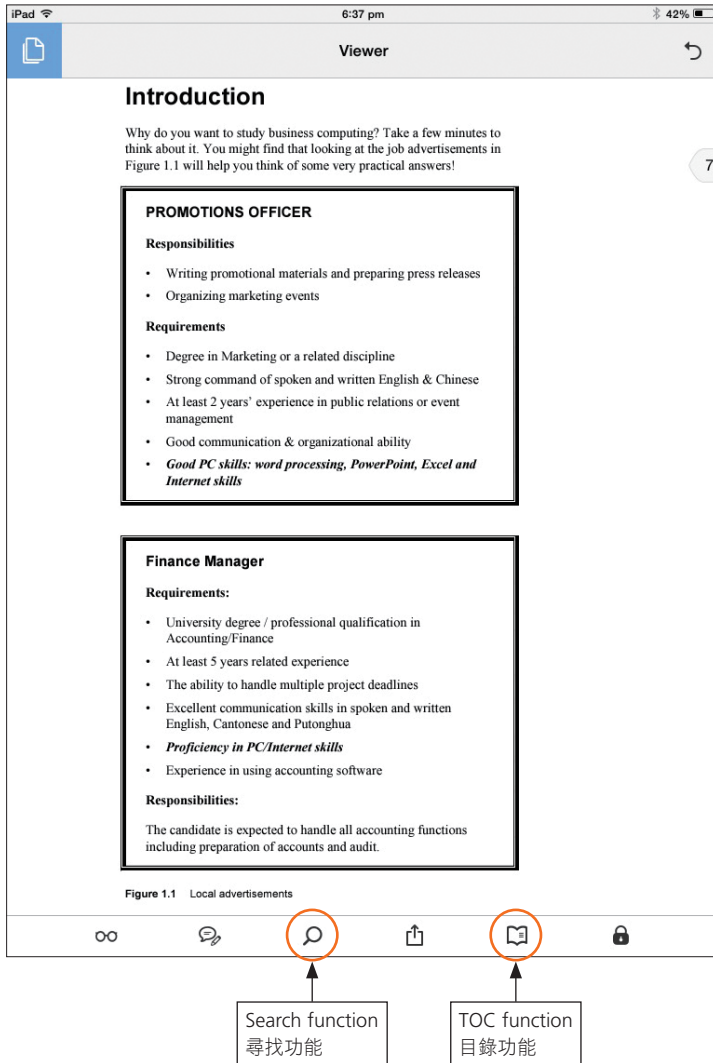 iPad 6:37 pm 42%
Viewer
7
Introduction
Why do you want to study business computing? Take a few minutes to
think about it. You might find that looking at the job advertisements in
Figure 1.1 will help you think of some very practical answers!
PROMOTIONS OFFICER
Responsibilities
• Writing promotional materials and preparing press releases
• Organizing marketing events
Requirements
• Degree in Marketing or a related discipline
• Strong command of spoken and written English & Chinese
• At least 2 years’ experience in public relations or event
management
• Good communication & organizational ability
• Good PC skills: word processing, PowerPoint, Excel and
Internet skills
Finance Manager
Requirements:
• University degree / professional qualification in
Accounting/Finance
• At least 5 years related experience
• The ability to handle multiple project deadlines
• Excellent communication skills in spoken and written
English, Cantonese and Putonghua
• Proficiency in PC/Internet skills
• Experience in using accounting software
Responsibilities:
The candidate is expected to handle all accounting functions
including preparation of accounts and audit.
Figure 1.1 Local advertisements
Search function
尋找功能
TOC function
目錄功能